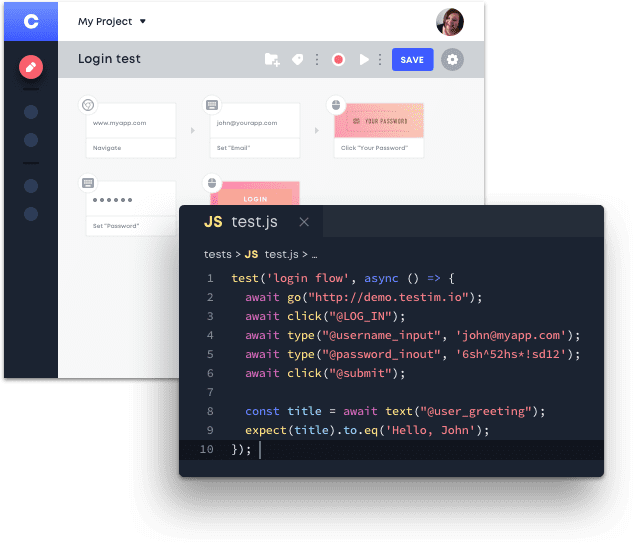 C
My Project
Login test
SAVE
www.myapp.com
Navigate
john@yourapp.com
Set "Email"
YOUR PASSWORD
Click "Your Password"
Set "Password"
LOGIN
JS test.js
tests > JS test.js > …
1 test('login flow', async () => {
2 await go("http://demo.testim.io");
3 await click("@LOG_IN");
4 await type("@username_input", 'john@myapp.com');
5 await type("@password_inout", '6sh^52hs*!sd12');
6 await click("@submit");
7
8 const title = await text("@user_greeting");
9 expect(title).to.eq('Hello, John');
10 });